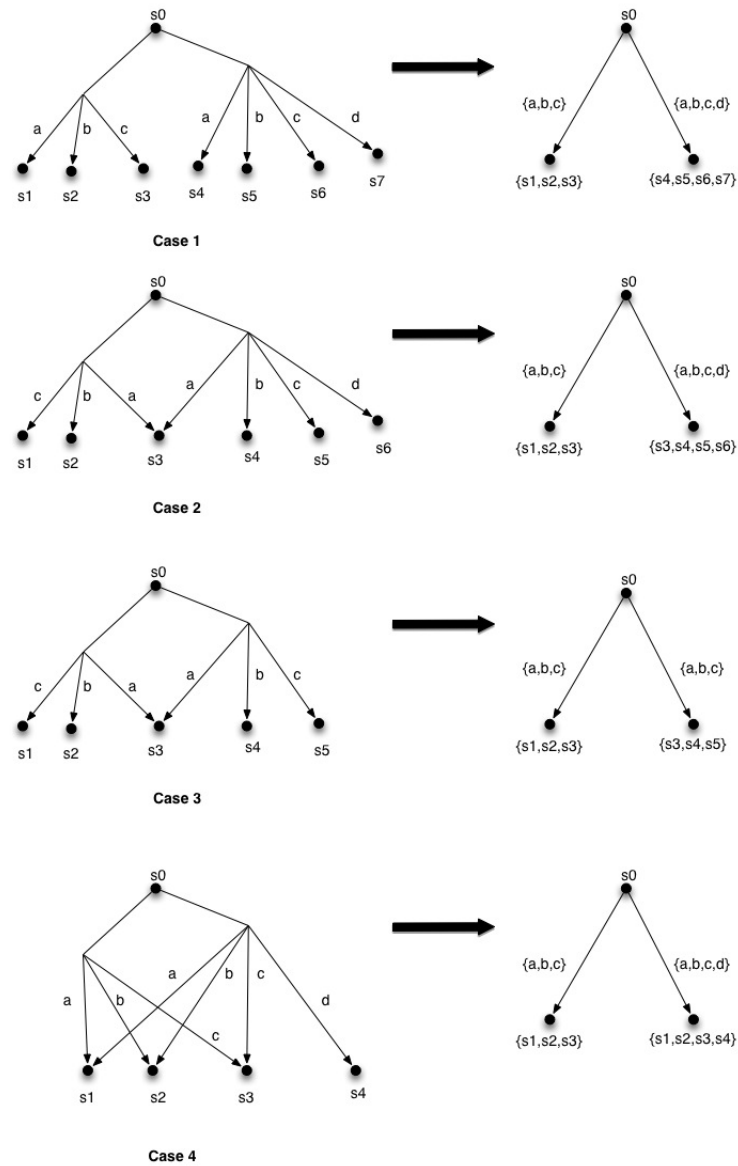 s0 s0
{a,b,c} {a,b,c,d}
a b c a b c d
s1 s2 s3 s4 s5 s6 s7 {s1,s2,s3} {s4,s5,s6,s7}
Case 1
s0 s0
{a,b,c} {a,b,c,d}
c b a a b c d
s1 s2 s3 s4 s5 s6 {s1,s2,s3} {s3,s4,s5,s6}
Case 2
s0 s0
{a,b,c} {a,b,c}
c b a a b c
s1 s2 s3 s4 s5 {s1,s2,s3} {s3,s4,s5}
Case 3
s0 s0
{a,b,c} {a,b,c,d}
a b c a b c d
s1 s2 s3 s4 {s1,s2,s3} {s1,s2,s3,s4}
Case 4